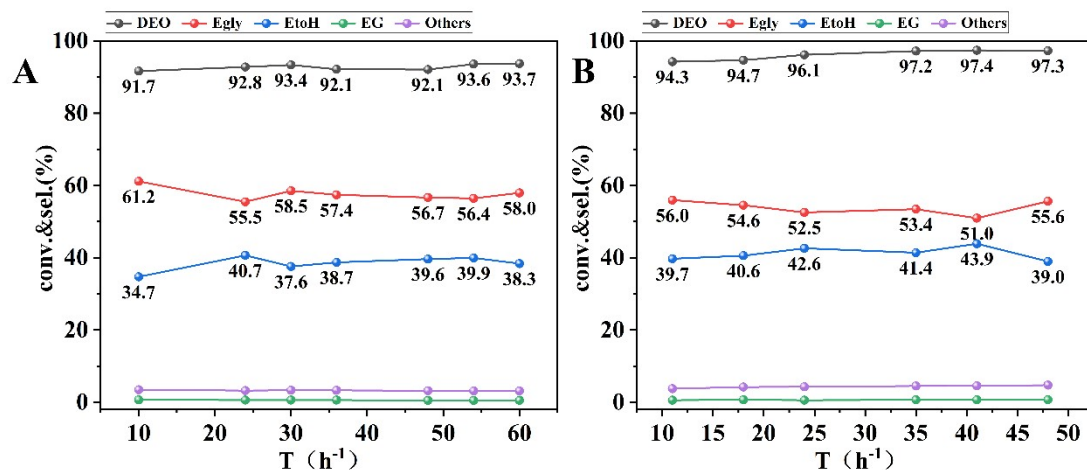 DEO Egly EtoH EG Others
A
conv.&sel.(%)
100
80
60
40
20
0
91.7 92.8 93.4 92.1 92.1 93.6 93.7
61.2 55.5 58.5 57.4 56.7 56.4 58.0
34.7 40.7 37.6 38.7 39.6 39.9 38.3
10 20 30 40 50 60
T（h-1）
DEO Egly EtoH EG Others
B
conv.&sel.(%)
100
80
60
40
20
0
94.3 94.7 96.1 97.2 97.4 97.3
56.0 54.6 52.5 53.4 51.0 55.6
39.7 40.6 42.6 41.4 43.9 39.0
10 15 20 25 30 35 40 45 50
T（h-1）